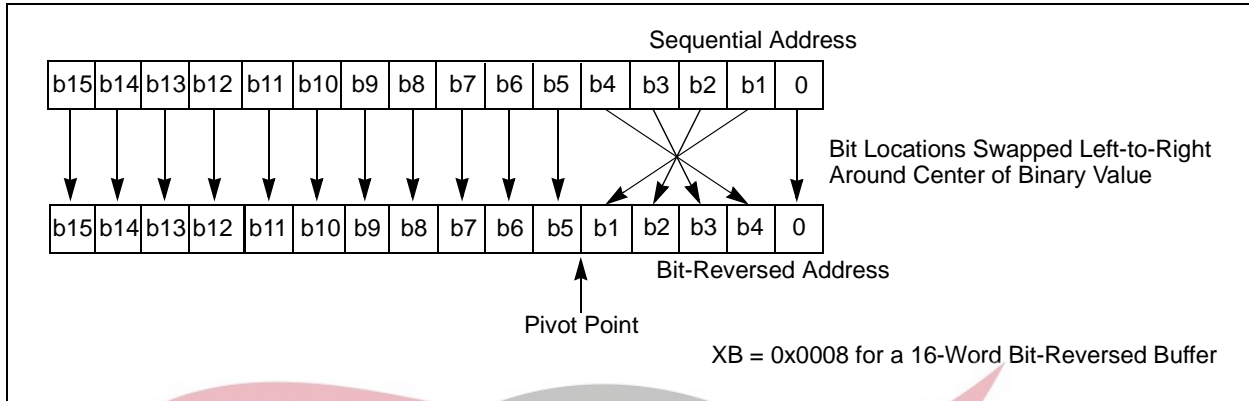 Sequential Address
b15 b14 b13 b12 b11 b10 b9 b8 b7 b6 b5 b4 b3 b2 b1 0
Bit Locations Swapped Left-to-Right
Around Center of Binary Value
b15 b14 b13 b12 b11 b10 b9 b8 b7 b6 b5 b1 b2 b3 b4 0
Bit-Reversed Address
Pivot Point
XB = 0x0008 for a 16-Word Bit-Reversed Buffer